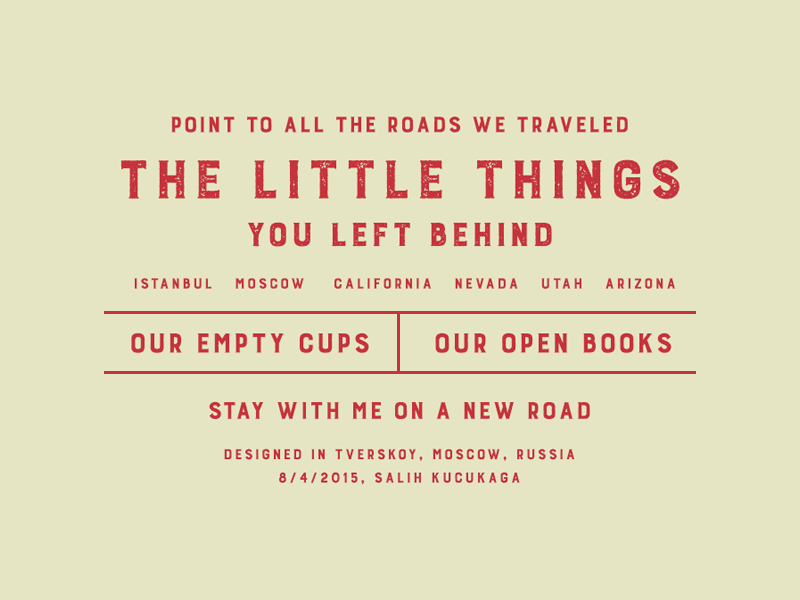 POINT TO ALL THE ROADS WE TRAVELED
THE LITTLE THINGS
YOU LEFT BEHIND
ISTANBUL MOSCOW CALIFORNIA NEVADA UTAH ARIZONA
OUR EMPTY CUPS OUR OPEN BOOKS
STAY WITH ME ON A NEW ROAD
DESIGNED IN TVERSKOY, MOSCOW, RUSSIA
8/4/2015, SALIH KUCUKAGA